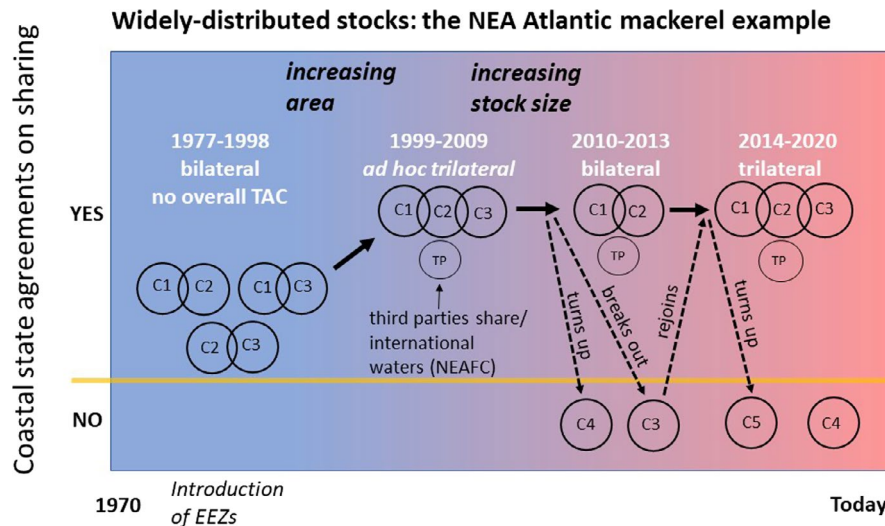 Widely-distributed stocks: the NEA Atlantic mackerel example
Coastal state agreements on sharing
increasing
area
increasing
stock size
1977-1998
bilateral
no overall TAC
1999-2009
ad hoc trilateral
2010-2013
bilateral
2014-2020
trilateral
YES
C1 C2 C3
TP
C1 C2
TP
C1 C2 C3
TP
C1 C2
C1 C3
C2 C3
third parties share/
international
waters (NEAFC)
turns up
breaks out
rejoins
turns up
NO
C4
C3
C5
C4
1970
Introduction
of EEZs
Today